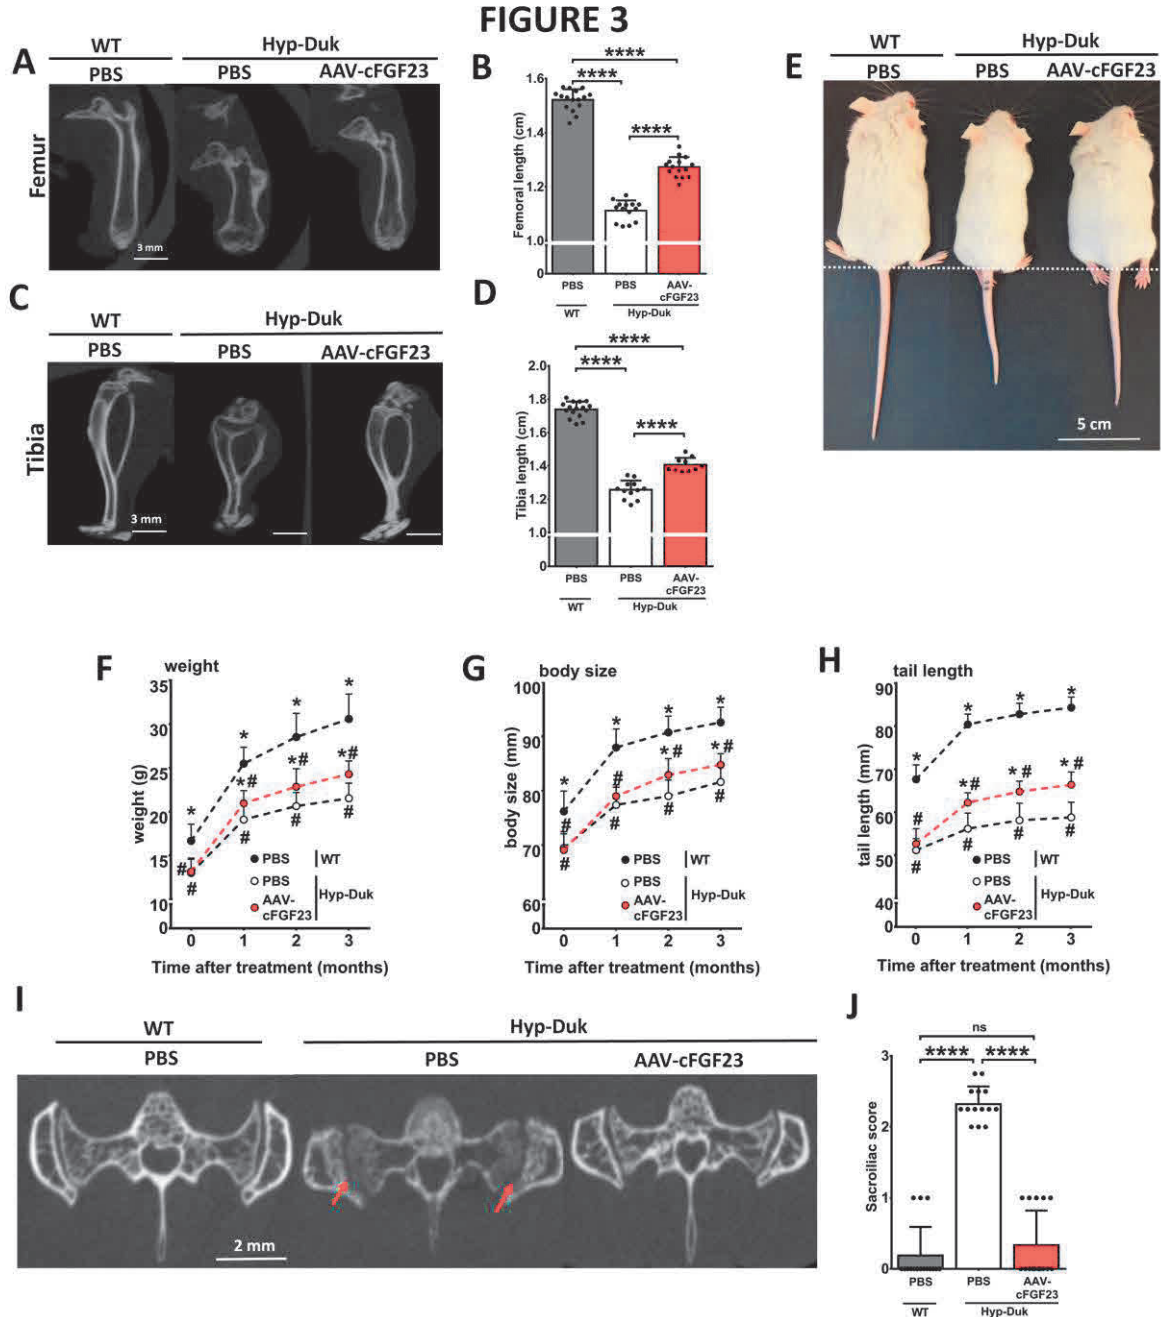 FIGURE 3
A
WT
Hyp-Duk
PBS
PBS
AAV-cFGF23
Femur
3 mm
B
****
****
****
Femoral length (cm)
1.6
1.4
1.2
1.0
0
PBS
PBS
AAV-
cFGF23
WT
Hyp-Duk
C
WT
Hyp-Duk
PBS
PBS
AAV-cFGF23
Tibia
3 mm
D
****
****
****
Tibia length (cm)
2.0
1.8
1.6
1.4
1.2
1.0
0
PBS
PBS
AAV-
cFGF23
WT
Hyp-Duk
E
WT
Hyp-Duk
PBS
PBS
AAV-cFGF23
5 cm
F
weight
weight (g)
35
30
25
20
15
10
0
* * * *
*# *# *#
# # # # #
PBS
WT
PBS
AAV-
cFGF23
Hyp-Duk
0 1 2 3
Time after treatment (months)
G
body size
body size (mm)
100
90
80
70
60
0
* * * *
# # *# *#
# # # #
PBS
WT
PBS
AAV-
cFGF23
Hyp-Duk
0 1 2 3
Time after treatment (months)
H
tail length
tail length (mm)
90
80
70
60
50
40
0
* * * *
# *# *# *#
# # # #
PBS
WT
PBS
AAV-
cFGF23
Hyp-Duk
0 1 2 3
Time after treatment (months)
I
WT
Hyp-Duk
PBS
PBS
AAV-cFGF23
2 mm
J
ns
****
****
Sacroiliac score
3
2
1
0
PBS
PBS
AAV-
cFGF23
WT
Hyp-Duk